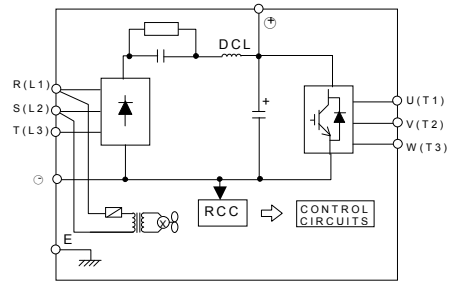 ⊕
DCL
R(L1)
S(L2)
T(L3)
+
U(T1)
V(T2)
W(T3)
⊖
RCC
CONTROL
CIRCUITS
E